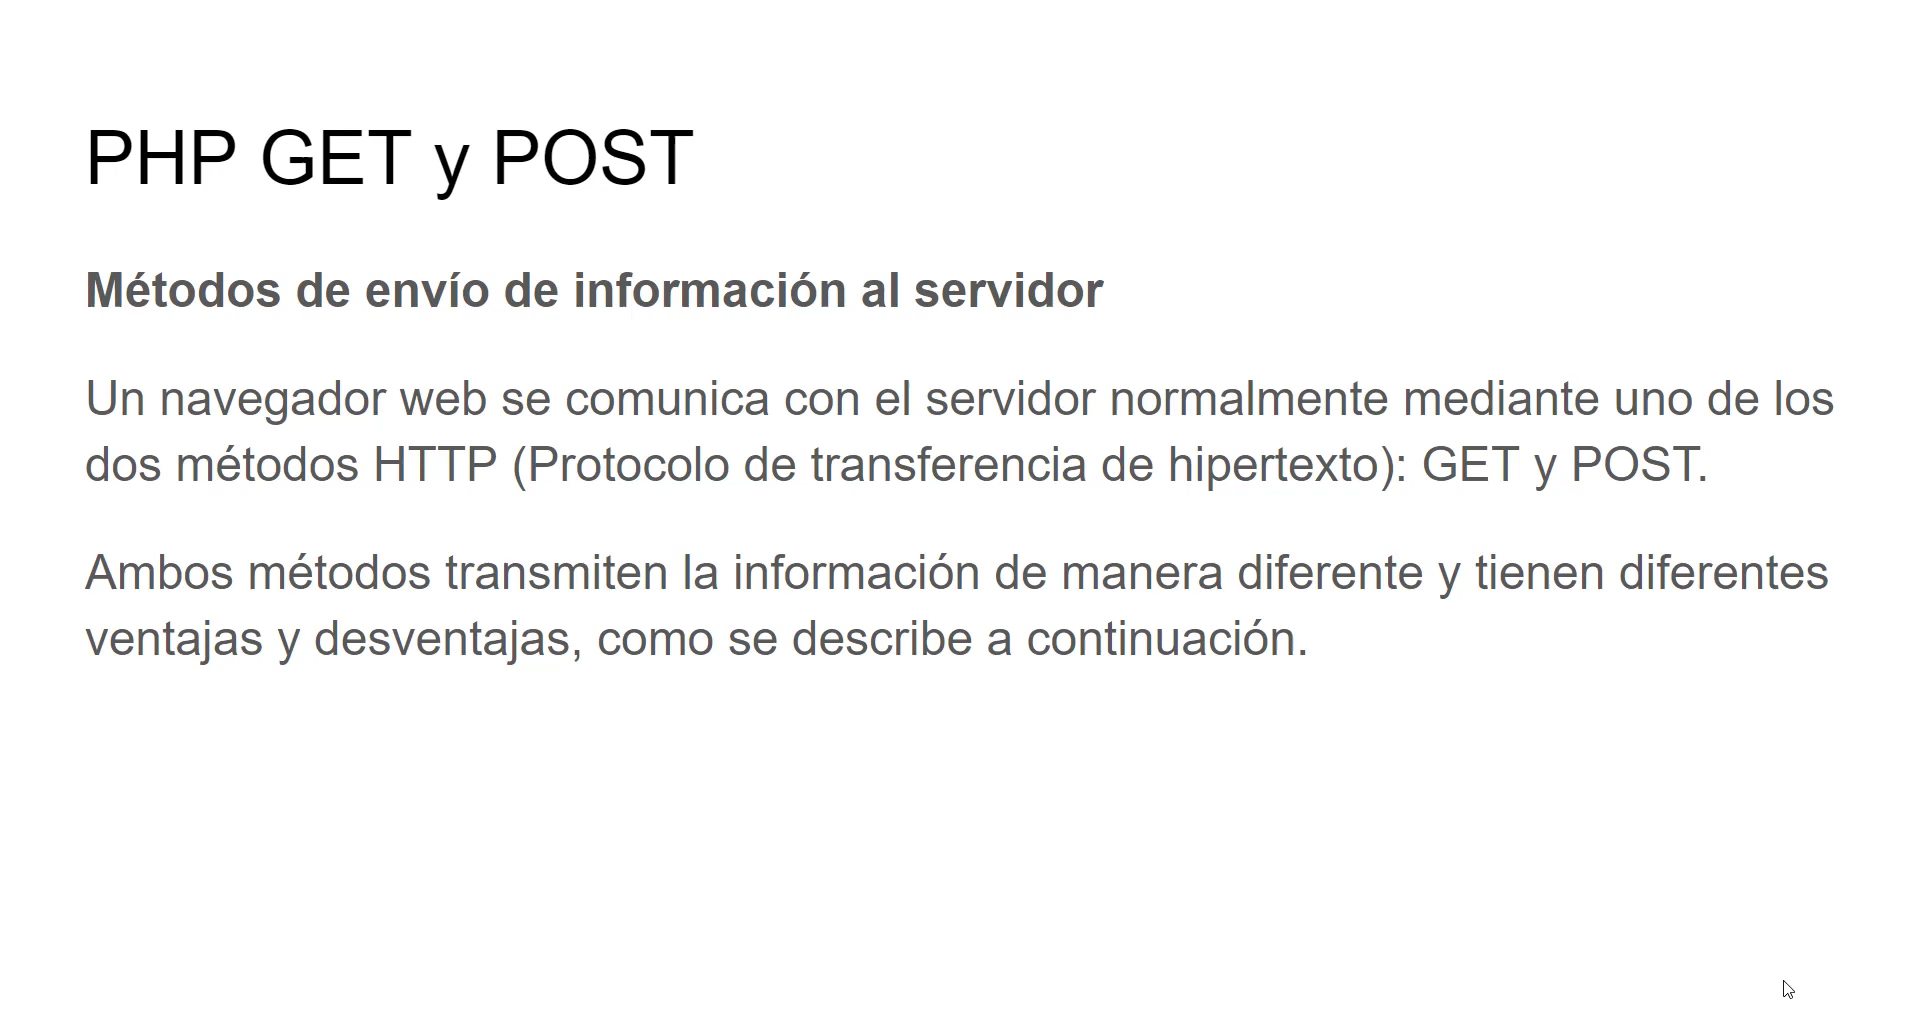 PHP GET y POST
Métodos de envío de información al servidor
Un navegador web se comunica con el servidor normalmente mediante uno de los
dos métodos HTTP (Protocolo de transferencia de hipertexto): GET y POST.
Ambos métodos transmiten la información de manera diferente y tienen diferentes
ventajas y desventajas, como se describe a continuación.